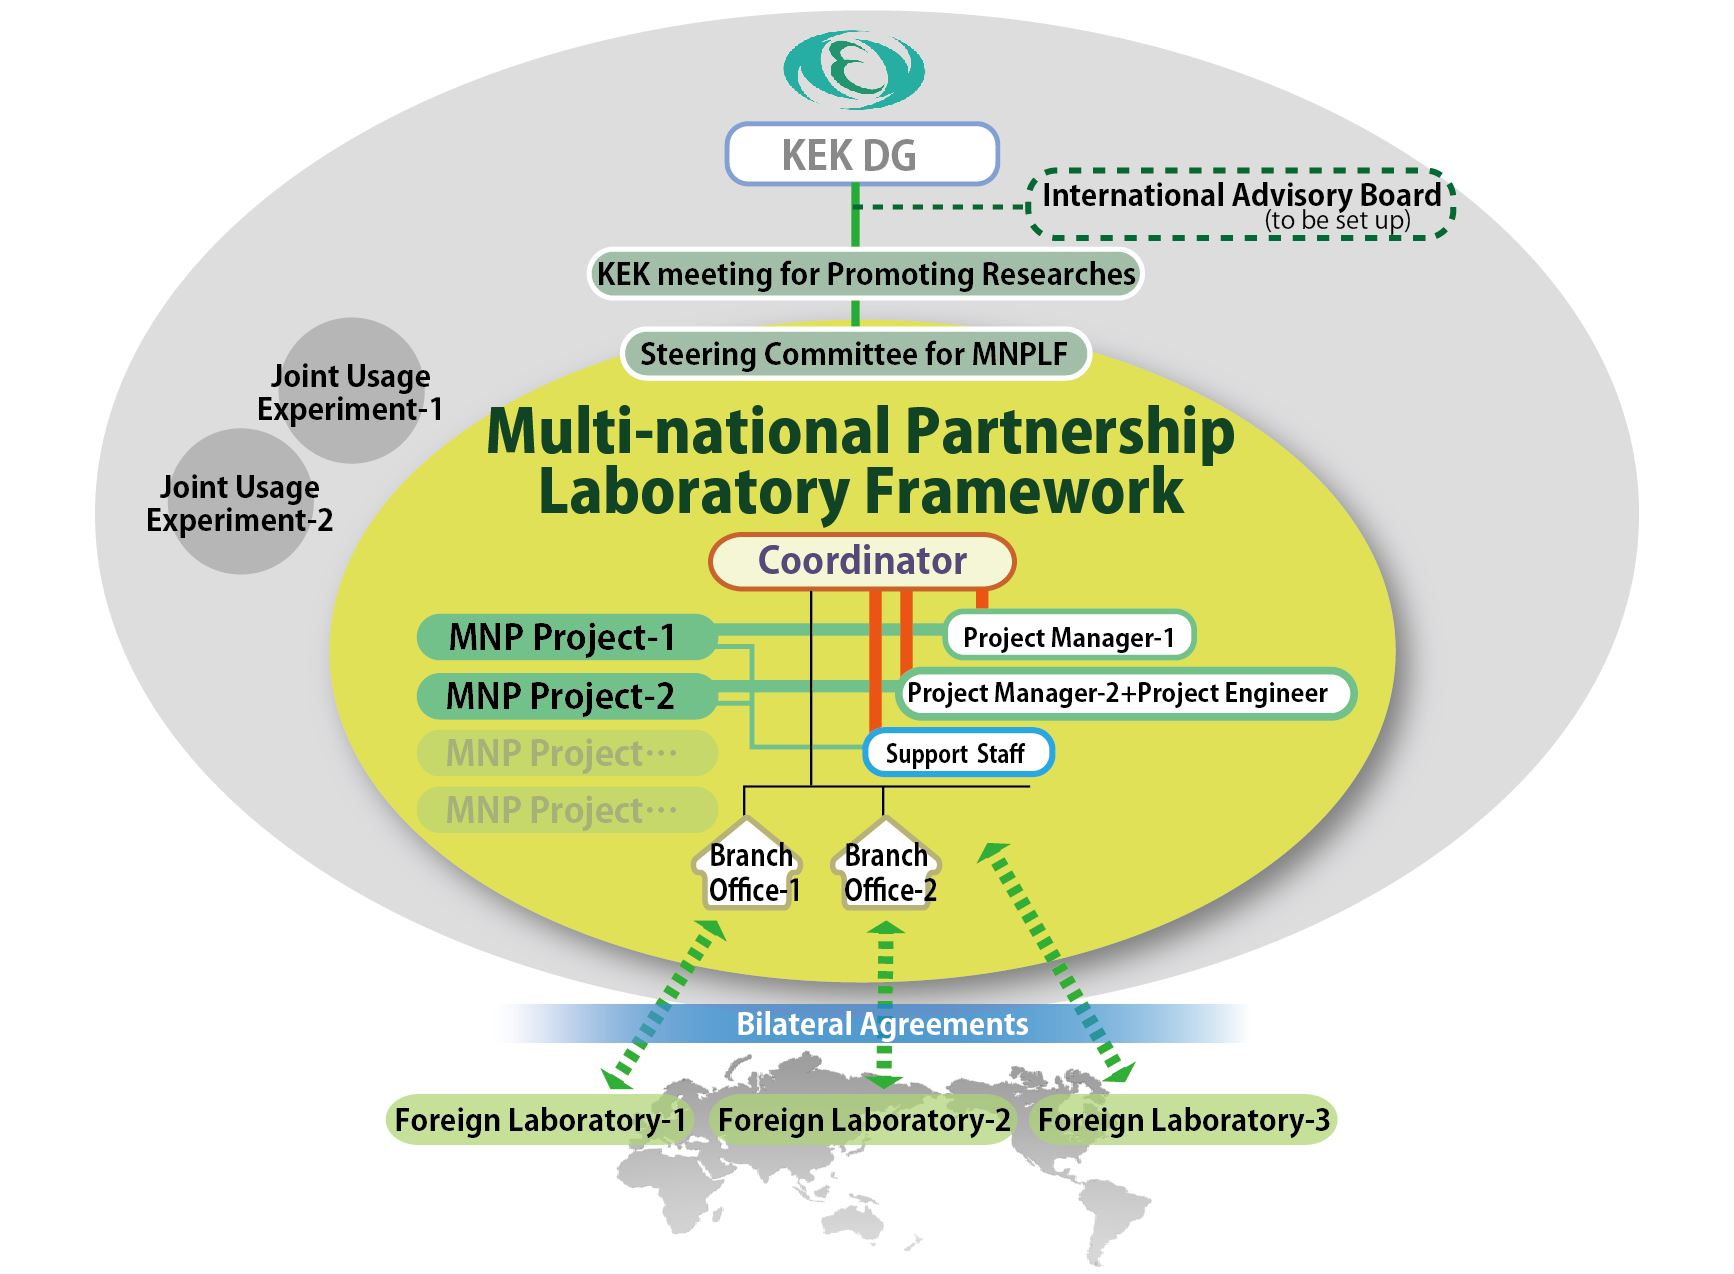 KEK DG
International Advisory Board
(to be set up)
KEK meeting for Promoting Researches
Steering Committee for MNPLF
Joint Usage
Experiment-1
Joint Usage
Experiment-2
Multi-national Partnership
Laboratory Framework
Coordinator
MNP Project-1
Project Manager-1
MNP Project-2
Project Manager-2+Project Engineer
MNP Project…
Support Staff
MNP Project…
Branch
Office-1
Branch
Office-2
Bilateral Agreements
Foreign Laboratory-1
Foreign Laboratory-2
Foreign Laboratory-3